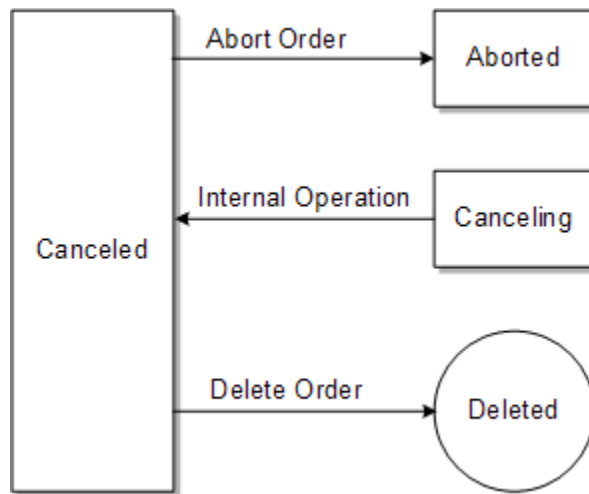 Abort Order
Aborted
Internal Operation
Canceling
Canceled
Delete Order
Deleted